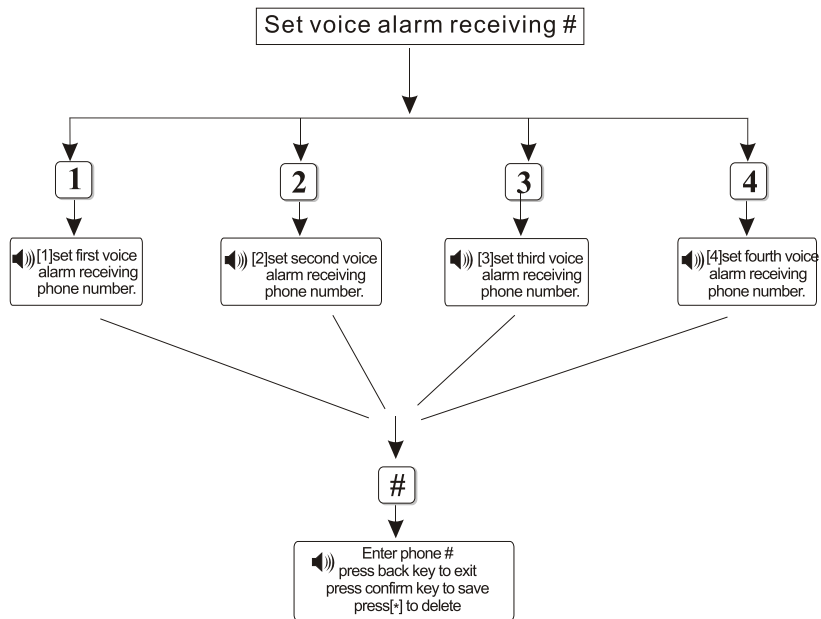 Set voice alarm receiving #
1
2
3
4
[1]set first voice
alarm receiving
phone number.
[2]set second voice
alarm receiving
phone number.
[3]set third voice
alarm receiving
phone number.
[4]set fourth voice
alarm receiving
phone number.
#
Enter phone #
press back key to exit
press confirm key to save
press[*] to delete